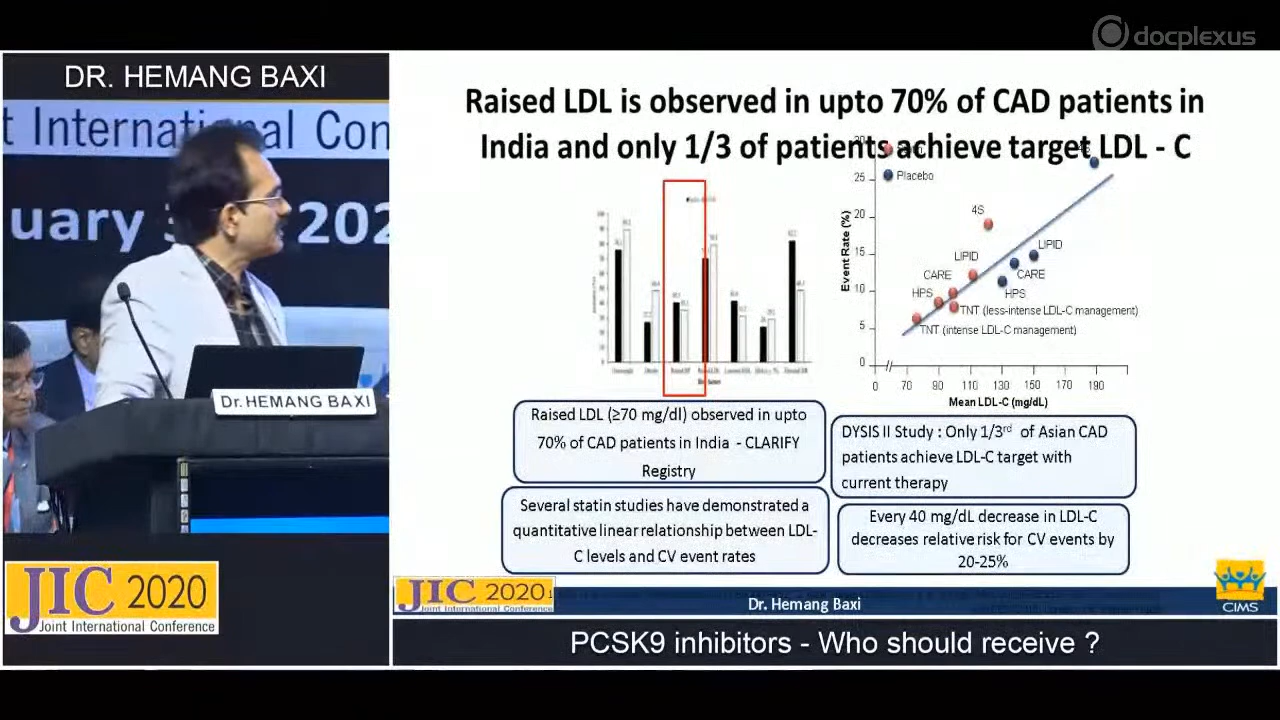 docplexus
DR. HEMANG BAXI
t International Con
uary 3 202
Dr. HEMANG BAXI
JIC 2020
Joint International Conference
Raised LDL is observed in upto 70% of CAD patients in
India and only 1/3 of patients achieve target LDL - C
Event Rate (%)
30
25
20
15
10
5
0
Placebo
4S
4S
LIPID
LIPID
CARE
CARE
HPS
HPS
TNT (less-intense LDL-C management)
TNT (intense LDL-C management)
0 70 90 110 130 150 170 190
Mean LDL-C (mg/dL)
Raised LDL (≥70 mg/dl) observed in upto
70% of CAD patients in India - CLARIFY
Registry
DYSIS II Study : Only 1/3rd of Asian CAD
patients achieve LDL-C target with
current therapy
Several statin studies have demonstrated a
quantitative linear relationship between LDL-
C levels and CV event rates
Every 40 mg/dL decrease in LDL-C
decreases relative risk for CV events by
20-25%
JIC 2020
Joint International Conference
Dr. Hemang Baxi
CIMS
PCSK9 inhibitors - Who should receive ?